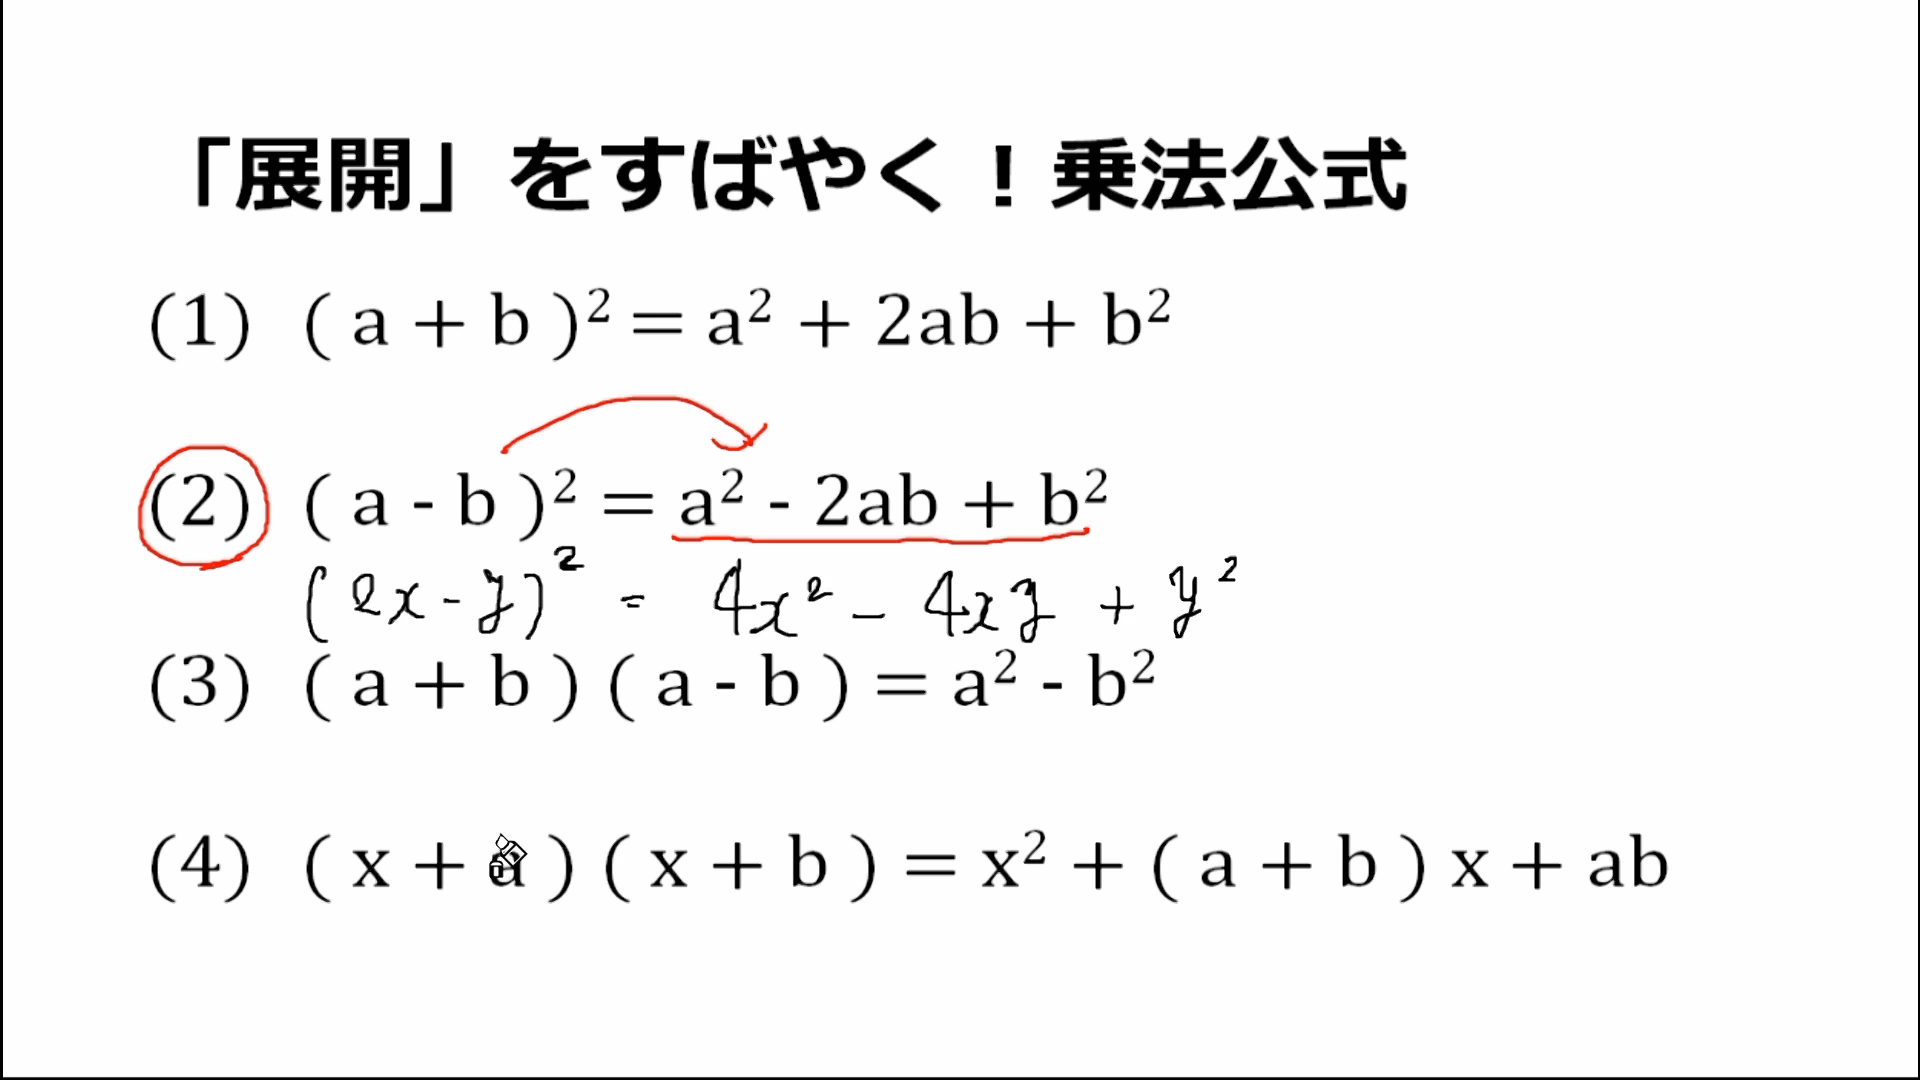 「展開」をすばやく！乗法公式
(1) ( a + b )² = a² + 2ab + b²
(2) ( a - b )² = a² - 2ab + b²
(2x - y)² = 4x² - 4xy + y²
(3) ( a + b ) ( a - b ) = a² - b²
(4) ( x + a ) ( x + b ) = x² + ( a + b ) x + ab